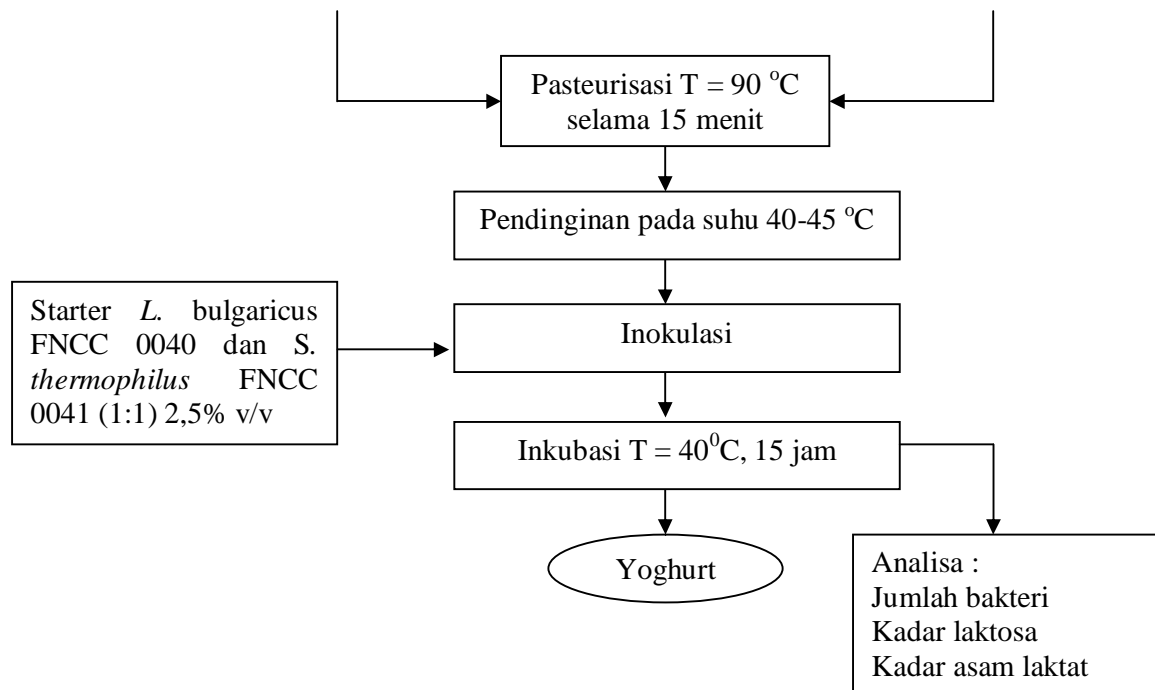 Pasteurisasi T = 90 °C
selama 15 menit
Pendinginan pada suhu 40-45 °C
Starter L. bulgaricus
FNCC 0040 dan S.
thermophilus FNCC
0041 (1:1) 2,5% v/v
Inokulasi
Inkubasi T = 40⁰C, 15 jam
Yoghurt
Analisa :
Jumlah bakteri
Kadar laktosa
Kadar asam laktat